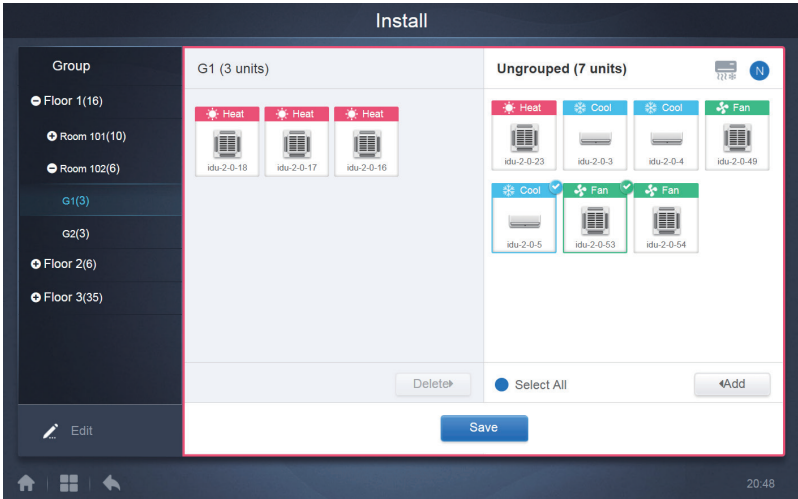 Install
Group
Floor 1(16)
Room 101(10)
Room 102(6)
G1(3)
G2(3)
Floor 2(6)
Floor 3(35)
Edit
G1 (3 units)
Heat Heat Heat
idu-2-0-18 idu-2-0-17 idu-2-0-16
Delete
Ungrouped (7 units) N
Heat Cool Cool Fan
idu-2-0-23 idu-2-0-3 idu-2-0-4 idu-2-0-49
Cool Fan Fan
idu-2-0-5 idu-2-0-53 idu-2-0-54
Select All Add
Save
20:48